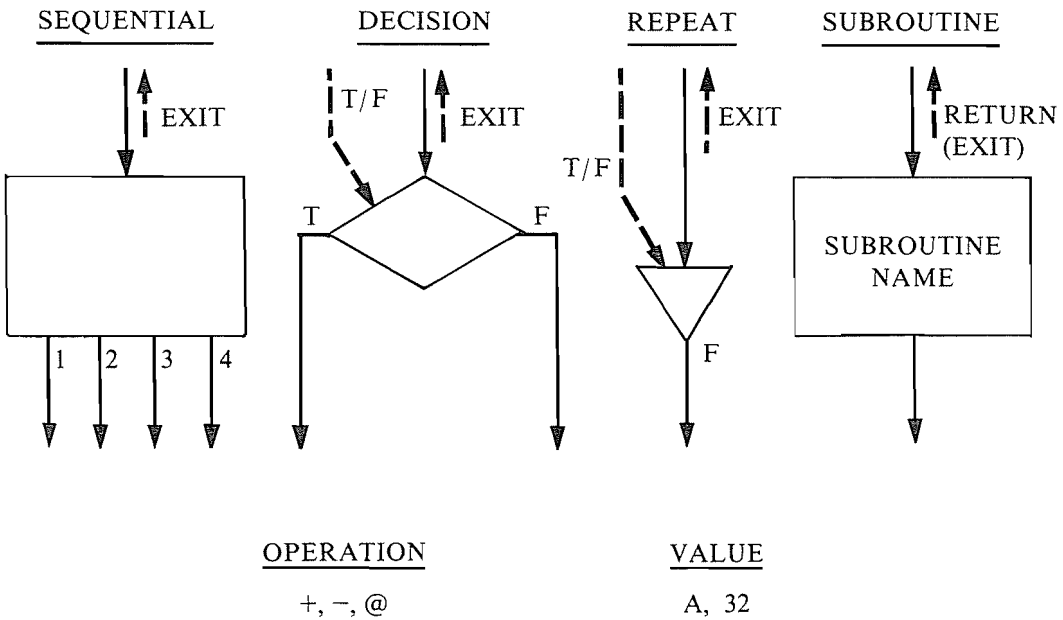 SEQUENTIAL DECISION REPEAT SUBROUTINE
T/F
EXIT EXIT EXIT RETURN
(EXIT)
T/F
T F
SUBROUTINE
NAME
1 2 3 4 F
OPERATION VALUE
+, −, @ A, 32